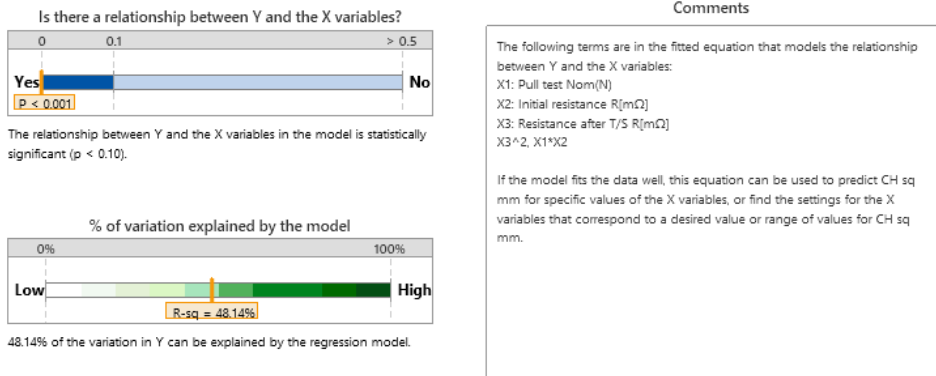 Is there a relationship between Y and the X variables?
0 0.1 > 0.5
Yes No
P < 0.001
The relationship between Y and the X variables in the model is statistically
significant (p < 0.10).
% of variation explained by the model
0% 100%
Low High
R-sq = 48.14%
48.14% of the variation in Y can be explained by the regression model.
Comments
The following terms are in the fitted equation that models the relationship
between Y and the X variables:
X1: Pull test Nom(N)
X2: Initial resistance R[mΩ]
X3: Resistance after T/S R[mΩ]
X3^2, X1*X2
If the model fits the data well, this equation can be used to predict CH sq
mm for specific values of the X variables, or find the settings for the X
variables that correspond to a desired value or range of values for CH sq
mm.